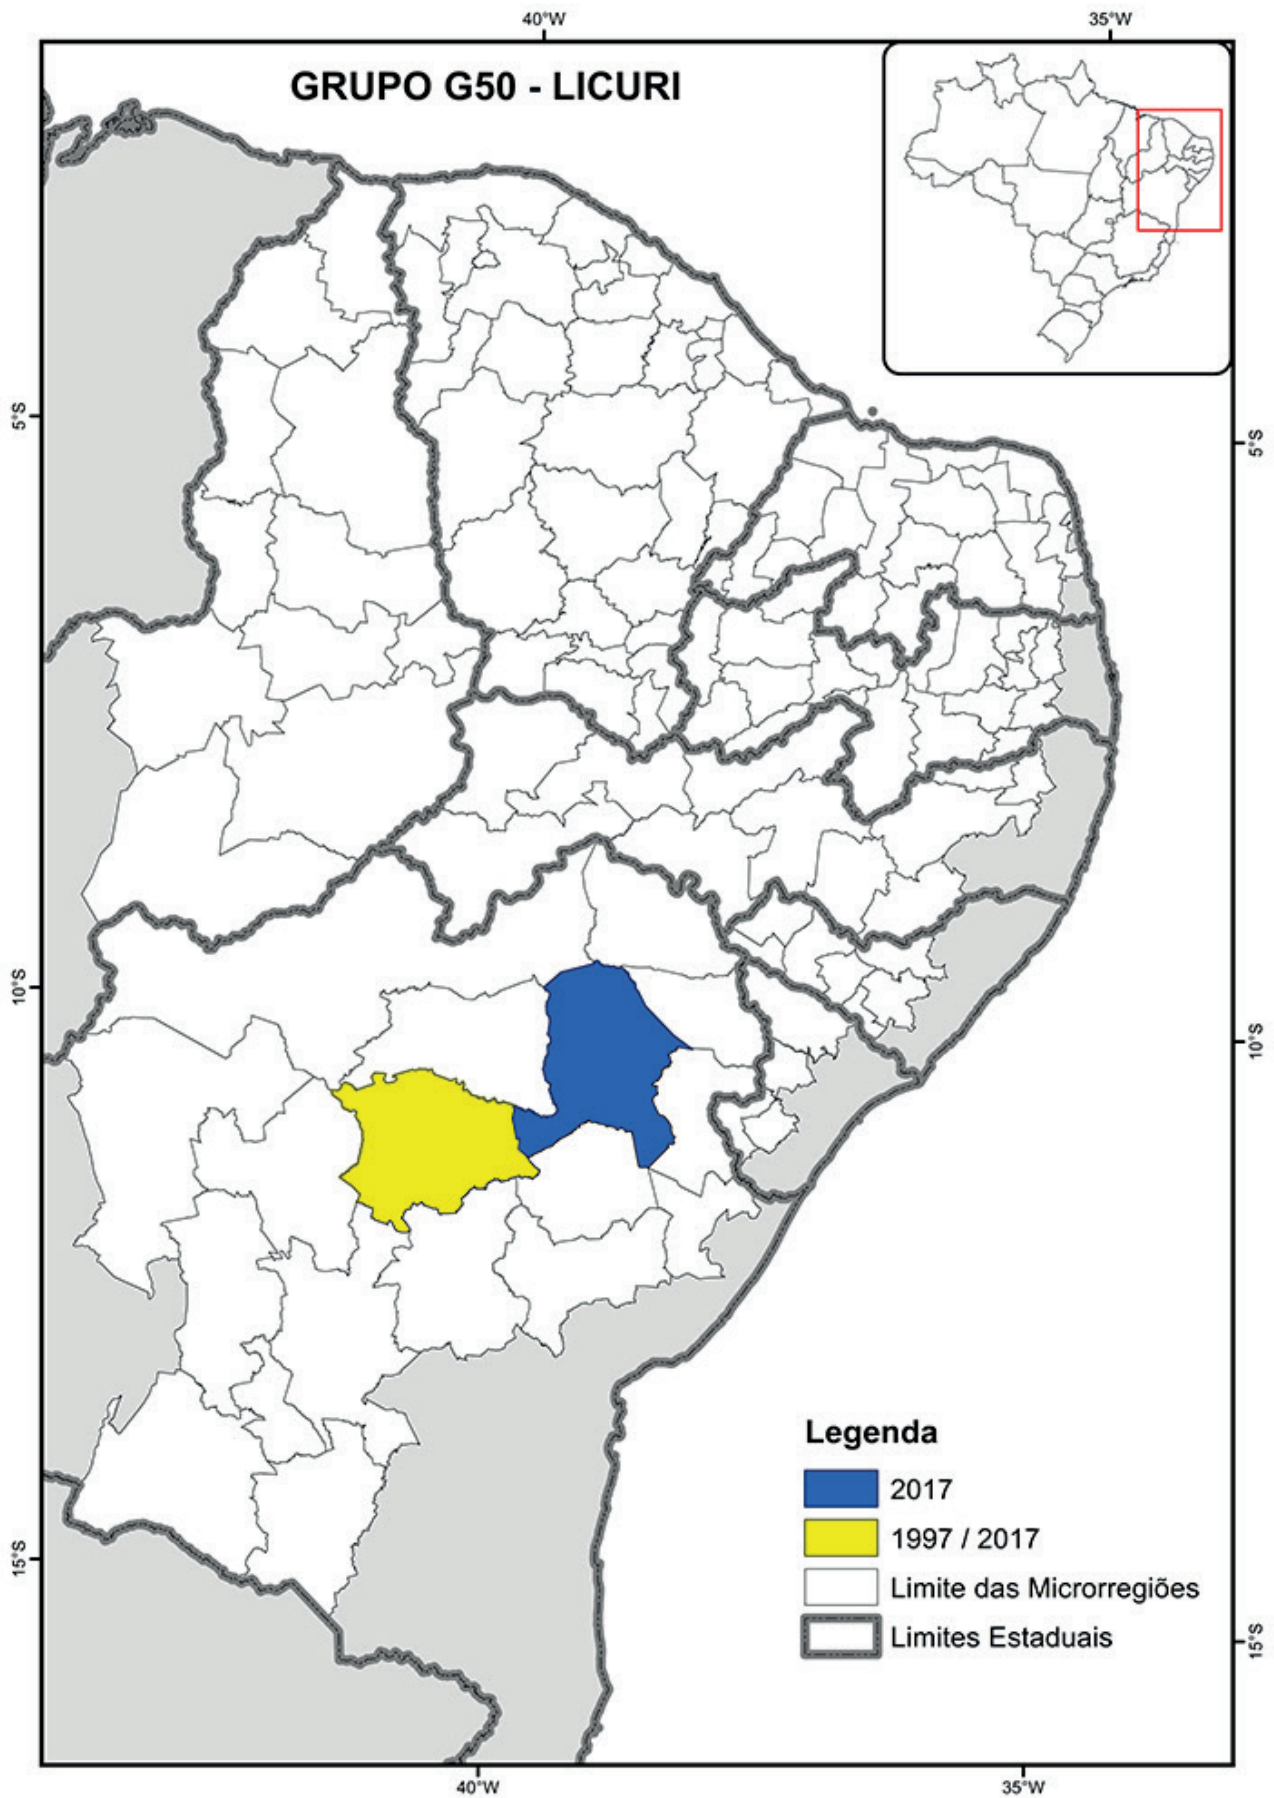 40°W 35°W
GRUPO G50 - LICURI
5°S
5°S
10°S
10°S
Legenda
2017
1997 / 2017
15°S
Limite das Microrregiões
Limites Estaduais
15°S
40°W 35°W